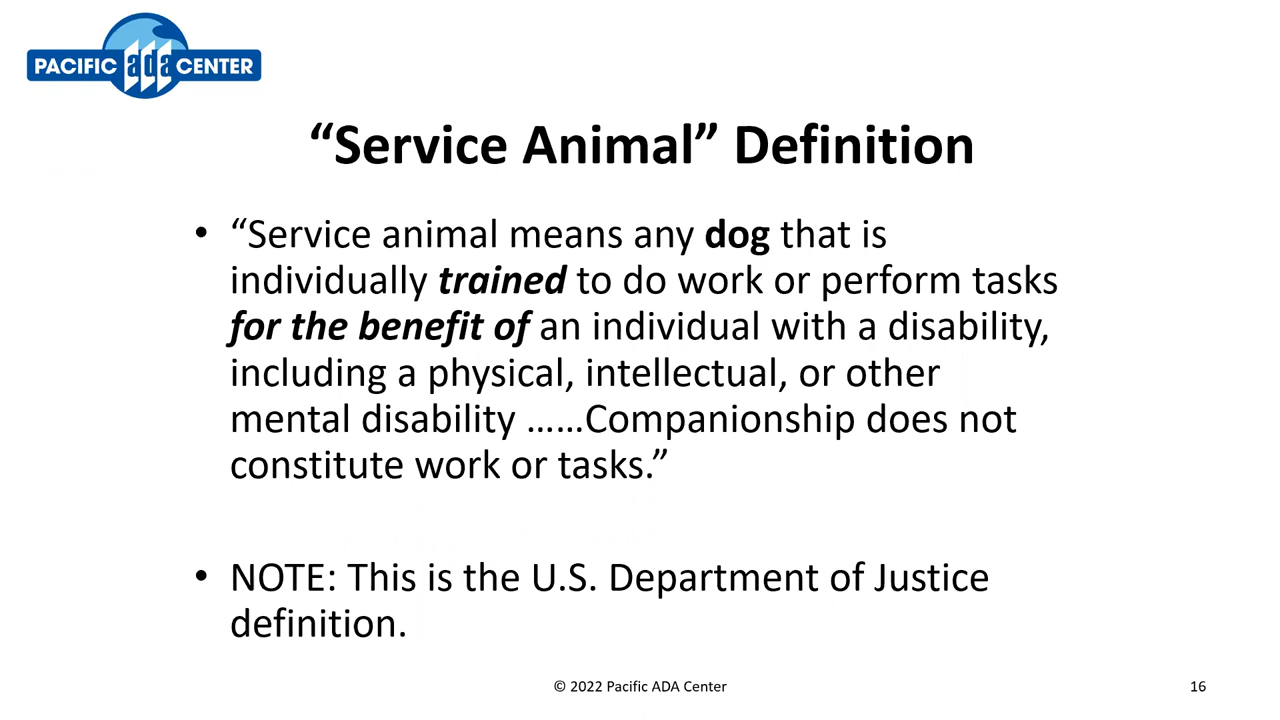 PACIFIC ada CENTER
“Service Animal” Definition
• “Service animal means any dog that is
individually trained to do work or perform tasks
for the benefit of an individual with a disability,
including a physical, intellectual, or other
mental disability ……Companionship does not
constitute work or tasks.”
• NOTE: This is the U.S. Department of Justice
definition.
© 2022 Pacific ADA Center
16